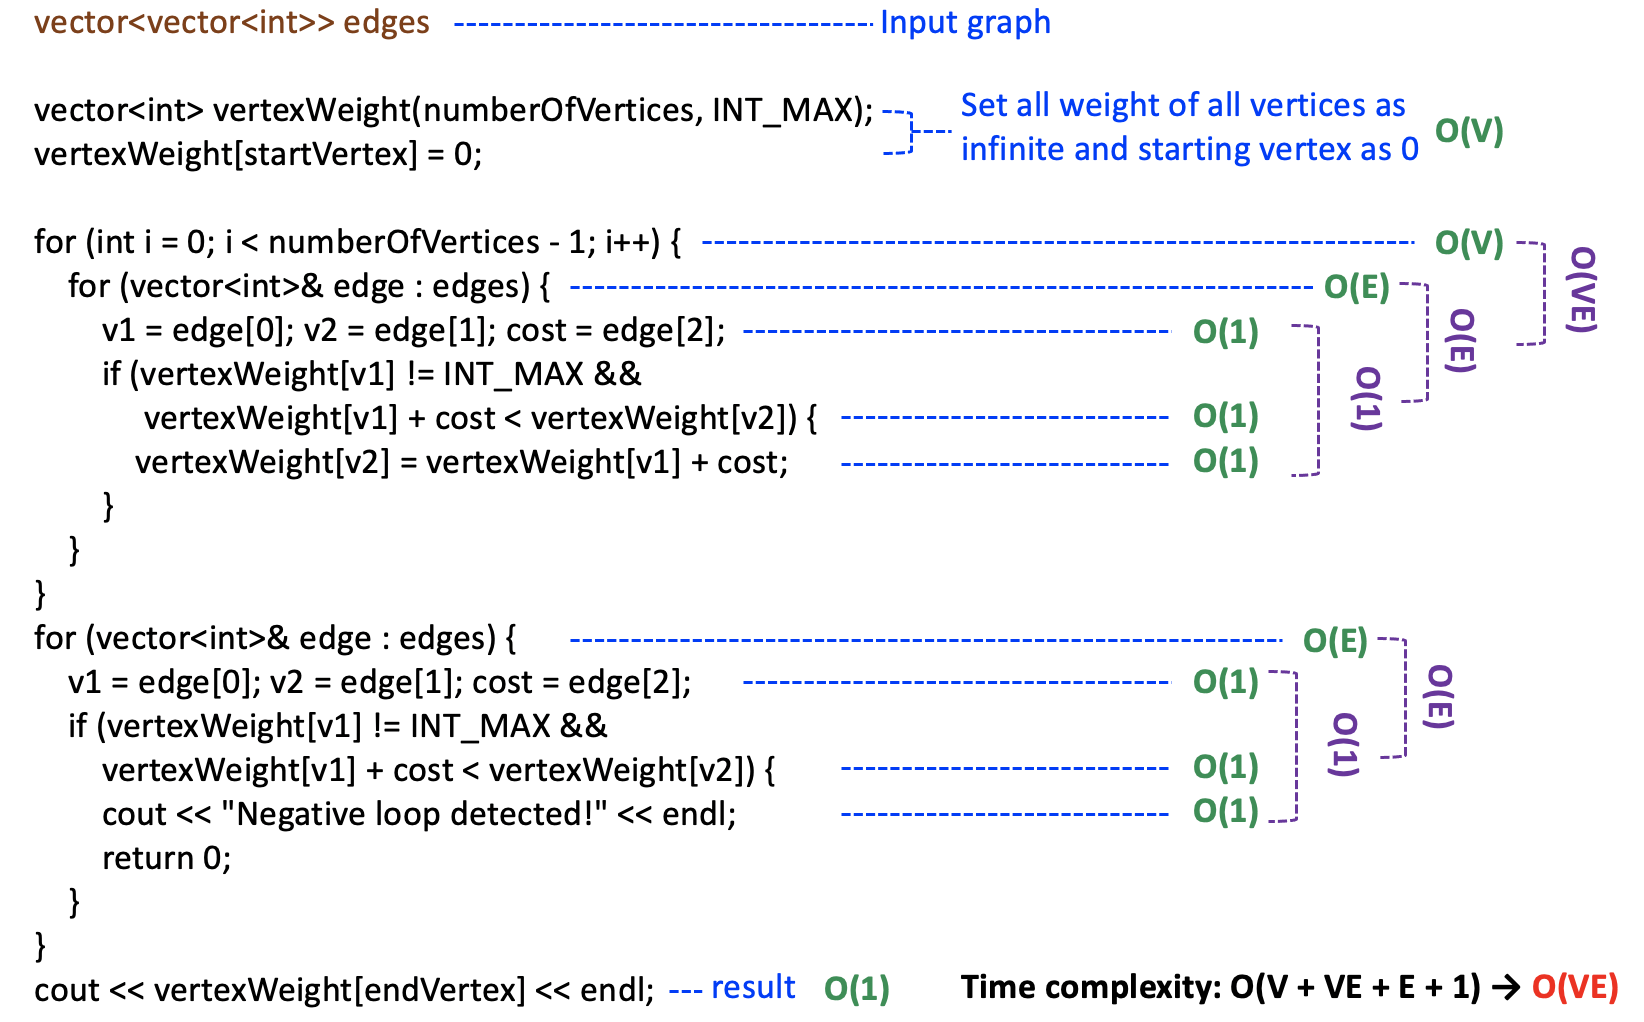 vector<vector<int>> edges Input graph
vector<int> vertexWeight(numberOfVertices, INT_MAX); Set all weight of all vertices as
vertexWeight[startVertex] = 0; infinite and starting vertex as 0 O(V)
for (int i = 0; i < numberOfVertices - 1; i++) { O(V) O(VE)
for (vector<int>& edge : edges) { O(E) O(E)
v1 = edge[0]; v2 = edge[1]; cost = edge[2]; O(1) O(1)
if (vertexWeight[v1] != INT_MAX &&
vertexWeight[v1] + cost < vertexWeight[v2]) { O(1)
vertexWeight[v2] = vertexWeight[v1] + cost; O(1)
}
}
}
for (vector<int>& edge : edges) { O(E) O(E)
v1 = edge[0]; v2 = edge[1]; cost = edge[2]; O(1) O(1)
if (vertexWeight[v1] != INT_MAX &&
vertexWeight[v1] + cost < vertexWeight[v2]) { O(1)
cout << "Negative loop detected!" << endl; O(1)
return 0;
}
}
cout << vertexWeight[endVertex] << endl; result O(1) Time complexity: O(V + VE + E + 1) → O(VE)